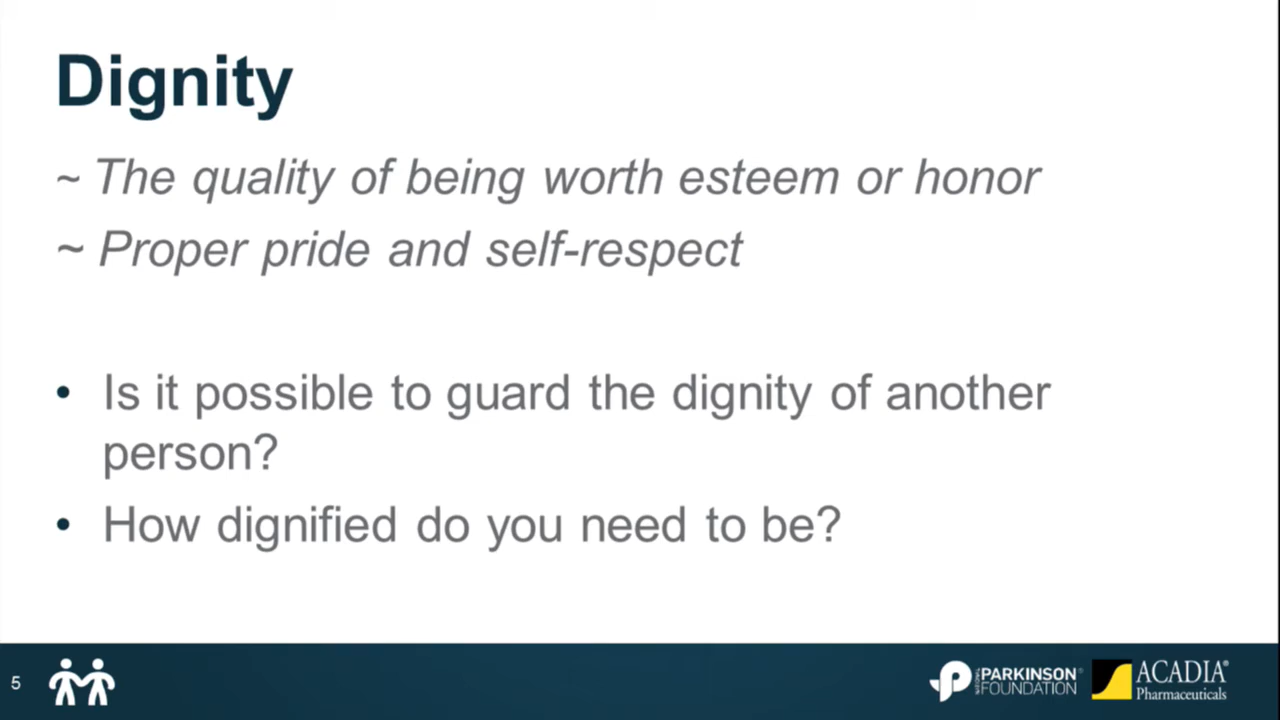 Dignity
~ The quality of being worth esteem or honor
~ Proper pride and self-respect
• Is it possible to guard the dignity of another
person?
• How dignified do you need to be?
5
NATIONAL PARKINSON®
FOUNDATION
ACADIA®
Pharmaceuticals